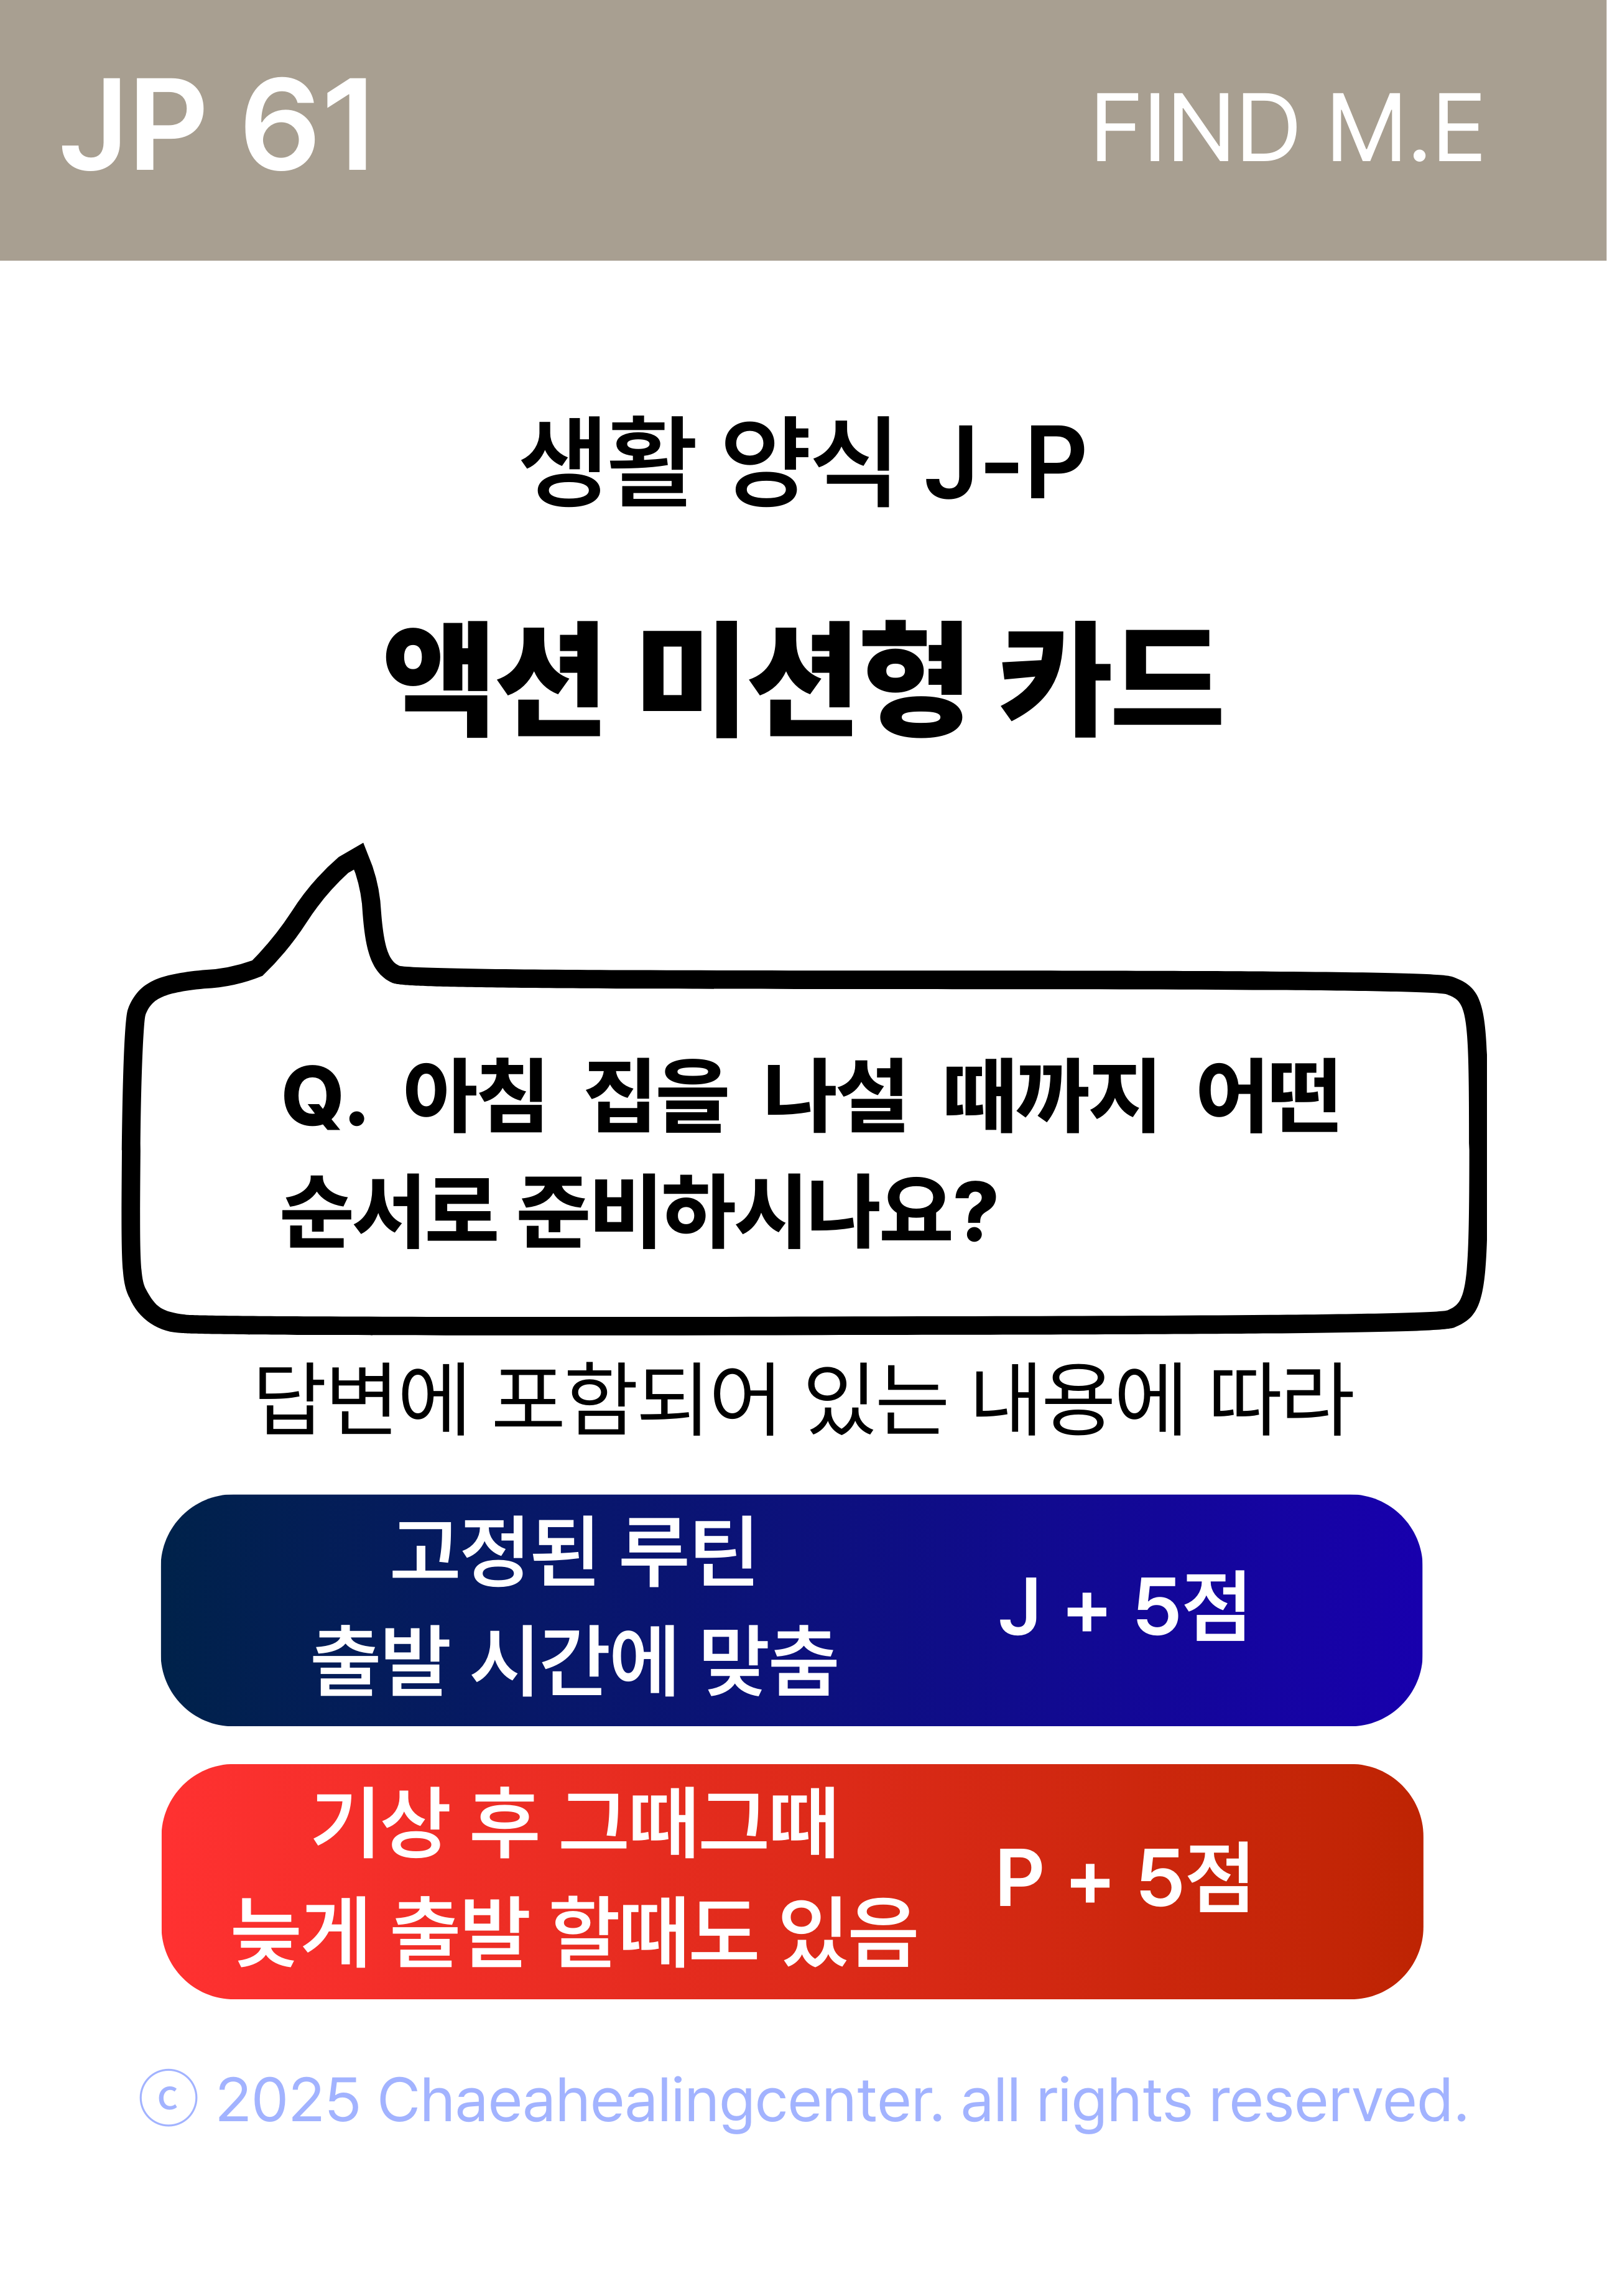 JP 61
FIND M.E
생활 양식 J-P
액션 미션형 카드
Q. 아침 집을 나설 때까지 어떤
순서로 준비하시나요?
답변에 포함되어 있는 내용에 따라
고정된 루틴
출발 시간에 맞춤
J + 5점
기상 후 그때그때
늦게 출발 할때도 있음
P + 5점
ⓒ 2025 Chaeahealingcenter. all rights reserved.